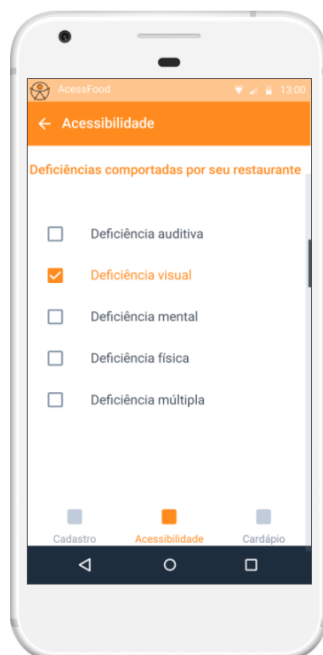 AcessFood 13:00
Acessibilidade
Deficiências comportadas por seu restaurante
Deficiência auditiva
Deficiência visual
Deficiência mental
Deficiência física
Deficiência múltipla
Cadastro Acessibilidade Cardápio